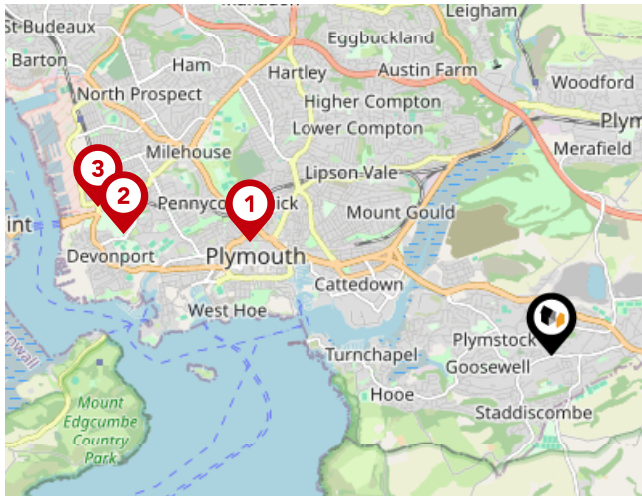 Leigham
St-Budeaux
Eggbuckland
Barton
Ham
Hartley
Austin Farm
Woodford
North Prospect
Higher Compton
Lower Compton
Plym
Milehouse
Merafield
3
Lipson Vale
2
Pennyco
1
ick
Mount Gould
int
Devonport
Plymouth
Cattedown
West Hoe
Plymstock
Turnchapel
Goosewell
Hooe
Staddiscombe
Mount
Edgcumbe
Country
Park